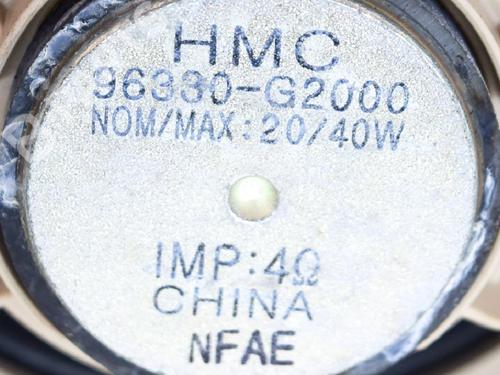 HMC
96330-G2000
NOM/MAX:20/40W
IMP:4Ω
CHINA
NFAE